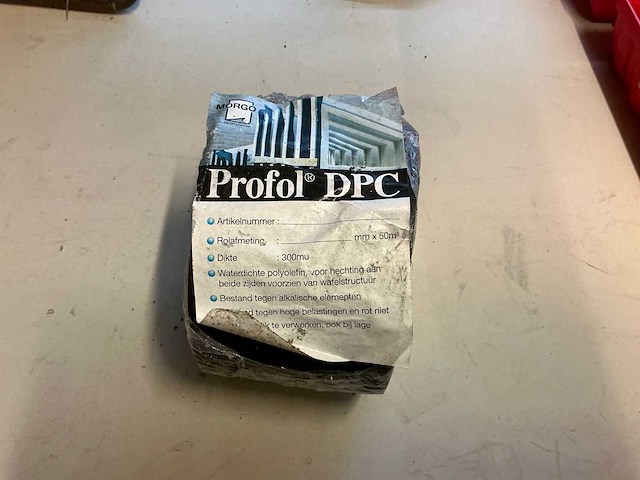 MORGO
Profol® DPC
Artikelnummer :
Rolafmeting : mm x 50m¹
Dikte : 300mu
Waterdichte polyolefin, voor hechting aan
beide zijden voorzien van wafelstructuur
Bestand tegen alkalische elementen
tegen hoge belastingen en rot niet
te verwerken, ook bij lage